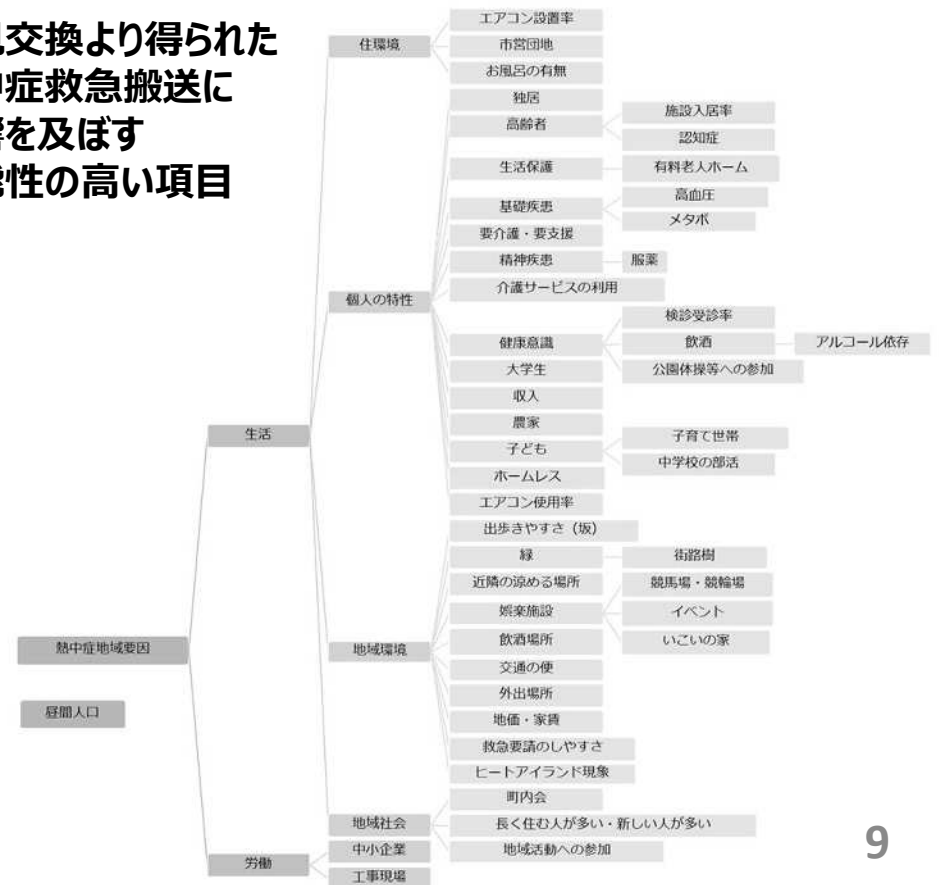 交換より得られた
症救急搬送に
を及ぼす
性の高い項目
熱中症地域要因
昼間人口
生活
労働
住環境
エアコン設置率
市営団地
お風呂の有無
個人の特性
独居
高齢者
施設入居率
認知症
生活保護
有料老人ホーム
基礎疾患
高血圧
メタボ
要介護・要支援
精神疾患
服薬
介護サービスの利用
健康意識
検診受診率
飲酒
アルコール依存
公園体操等への参加
大学生
収入
農家
子ども
子育て世帯
中学校の部活
ホームレス
エアコン使用率
地域環境
出歩きやすさ（坂）
緑
街路樹
近隣の涼める場所
娯楽施設
競馬場・競輪場
イベント
いこいの家
飲酒場所
交通の便
外出場所
地価・家賃
救急要請のしやすさ
ヒートアイランド現象
地域社会
町内会
長く住む人が多い・新しい人が多い
地域活動への参加
中小企業
工事現場
9